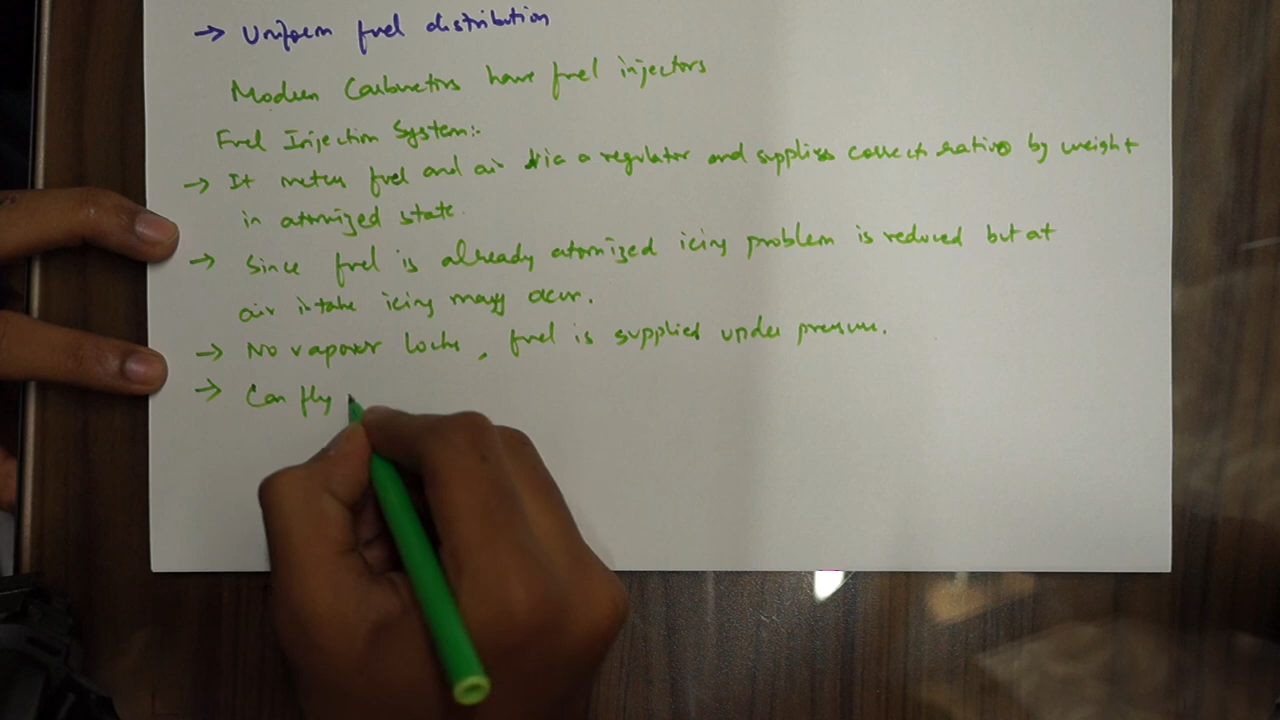 → Uniform fuel distribution
Modern Carburetors have fuel injectors
Fuel Injection System:-
→ It meters fuel and air via a regulator and supplies correct ratio by weight
in atomized state.
→ Since fuel is already atomized icing problem is reduced but at
air intake icing may occur.
→ No vapour locks, fuel is supplied under pressure.
→ Can fly